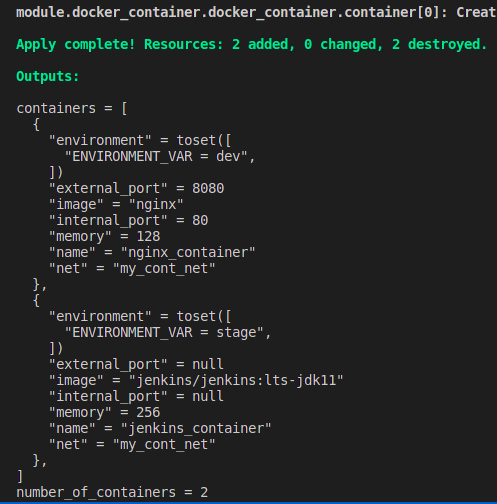 module.docker_container.docker_container.container[0]: Creat
Apply complete! Resources: 2 added, 0 changed, 2 destroyed.
Outputs:
containers = [
  {
    "environment" = toset([
      "ENVIRONMENT_VAR = dev",
    ])
    "external_port" = 8080
    "image" = "nginx"
    "internal_port" = 80
    "memory" = 128
    "name" = "nginx_container"
    "net" = "my_cont_net"
  },
  {
    "environment" = toset([
      "ENVIRONMENT_VAR = stage",
    ])
    "external_port" = null
    "image" = "jenkins/jenkins:lts-jdk11"
    "internal_port" = null
    "memory" = 256
    "name" = "jenkins_container"
    "net" = "my_cont_net"
  },
]
number_of_containers = 2